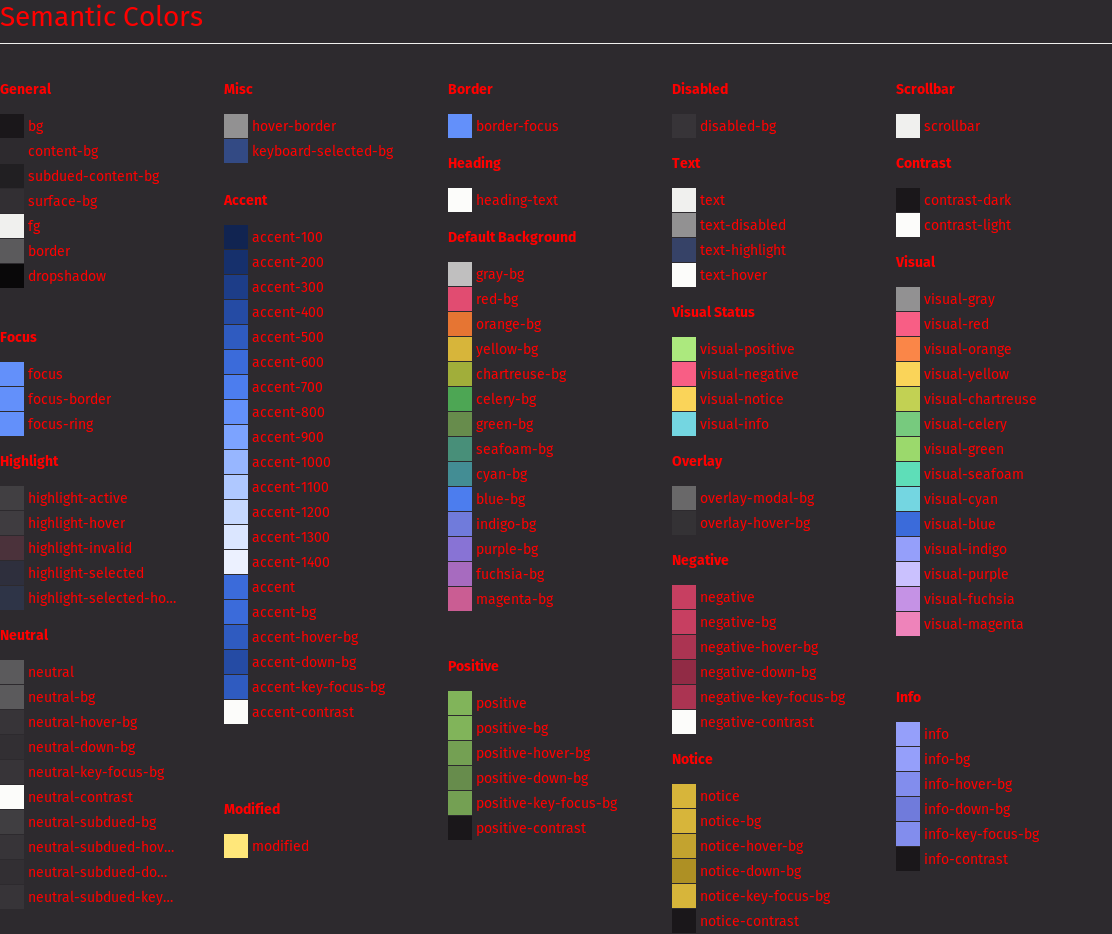 Semantic Colors
General
bg
content-bg
subdued-content-bg
surface-bg
fg
border
dropshadow
Focus
focus
focus-border
focus-ring
Highlight
highlight-active
highlight-hover
highlight-invalid
highlight-selected
highlight-selected-ho...
Neutral
neutral
neutral-bg
neutral-hover-bg
neutral-down-bg
neutral-key-focus-bg
neutral-contrast
neutral-subdued-bg
neutral-subdued-hov...
neutral-subdued-do...
neutral-subdued-key...
Misc
hover-border
keyboard-selected-bg
Accent
accent-100
accent-200
accent-300
accent-400
accent-500
accent-600
accent-700
accent-800
accent-900
accent-1000
accent-1100
accent-1200
accent-1300
accent-1400
accent
accent-bg
accent-hover-bg
accent-down-bg
accent-key-focus-bg
accent-contrast
Modified
modified
Border
border-focus
Heading
heading-text
Default Background
gray-bg
red-bg
orange-bg
yellow-bg
chartreuse-bg
celery-bg
green-bg
seafoam-bg
cyan-bg
blue-bg
indigo-bg
purple-bg
fuchsia-bg
magenta-bg
Positive
positive
positive-bg
positive-hover-bg
positive-down-bg
positive-key-focus-bg
positive-contrast
Disabled
disabled-bg
Text
text
text-disabled
text-highlight
text-hover
Visual Status
visual-positive
visual-negative
visual-notice
visual-info
Overlay
overlay-modal-bg
overlay-hover-bg
Negative
negative
negative-bg
negative-hover-bg
negative-down-bg
negative-key-focus-bg
negative-contrast
Notice
notice
notice-bg
notice-hover-bg
notice-down-bg
notice-key-focus-bg
notice-contrast
Scrollbar
scrollbar
Contrast
contrast-dark
contrast-light
Visual
visual-gray
visual-red
visual-orange
visual-yellow
visual-chartreuse
visual-celery
visual-green
visual-seafoam
visual-cyan
visual-blue
visual-indigo
visual-purple
visual-fuchsia
visual-magenta
Info
info
info-bg
info-hover-bg
info-down-bg
info-key-focus-bg
info-contrast